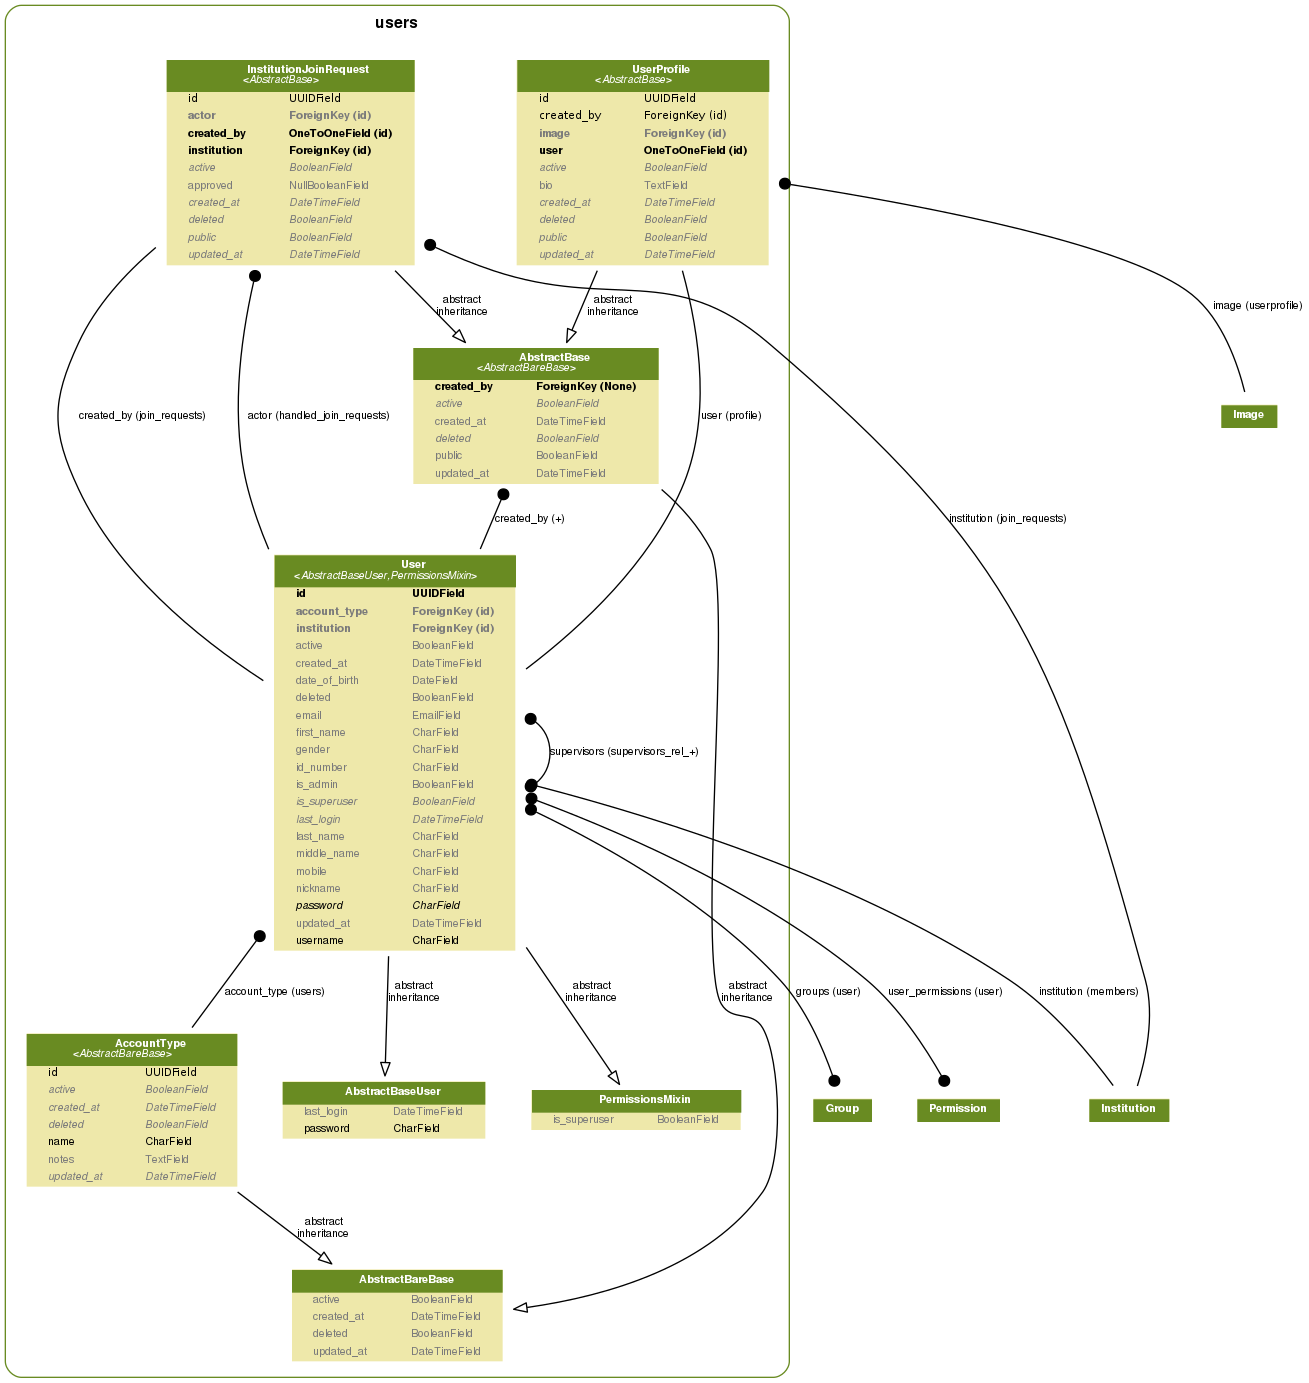 users
InstitutionJoinRequest
<AbstractBase>
id UUIDField
actor ForeignKey (id)
created_by OneToOneField (id)
institution ForeignKey (id)
active BooleanField
approved NullBooleanField
created_at DateTimeField
deleted BooleanField
public BooleanField
updated_at DateTimeField
UserProfile
<AbstractBase>
id UUIDField
created_by ForeignKey (id)
image ForeignKey (id)
user OneToOneField (id)
active BooleanField
bio TextField
created_at DateTimeField
deleted BooleanField
public BooleanField
updated_at DateTimeField
abstract
inheritance
abstract
inheritance
image (userprofile)
AbstractBase
<AbstractBareBase>
created_by ForeignKey (None)
active BooleanField
created_at DateTimeField
deleted BooleanField
public BooleanField
updated_at DateTimeField
created_by (join_requests)
actor (handled_join_requests)
user (profile)
Image
created_by (+)
institution (join_requests)
User
<AbstractBaseUser,PermissionsMixin>
id UUIDField
account_type ForeignKey (id)
institution ForeignKey (id)
active BooleanField
created_at DateTimeField
date_of_birth DateField
deleted BooleanField
email EmailField
first_name CharField
gender CharField
id_number CharField
is_admin BooleanField
is_superuser BooleanField
last_login DateTimeField
last_name CharField
middle_name CharField
mobile CharField
nickname CharField
password CharField
updated_at DateTimeField
username CharField
supervisors (supervisors_rel_+)
account_type (users)
abstract
inheritance
abstract
inheritance
abstract
inheritance
groups (user)
user_permissions (user)
institution (members)
AccountType
<AbstractBareBase>
id UUIDField
active BooleanField
created_at DateTimeField
deleted BooleanField
name CharField
notes TextField
updated_at DateTimeField
AbstractBaseUser
last_login DateTimeField
password CharField
PermissionsMixin
is_superuser BooleanField
Group
Permission
Institution
abstract
inheritance
AbstractBareBase
active BooleanField
created_at DateTimeField
deleted BooleanField
updated_at DateTimeField